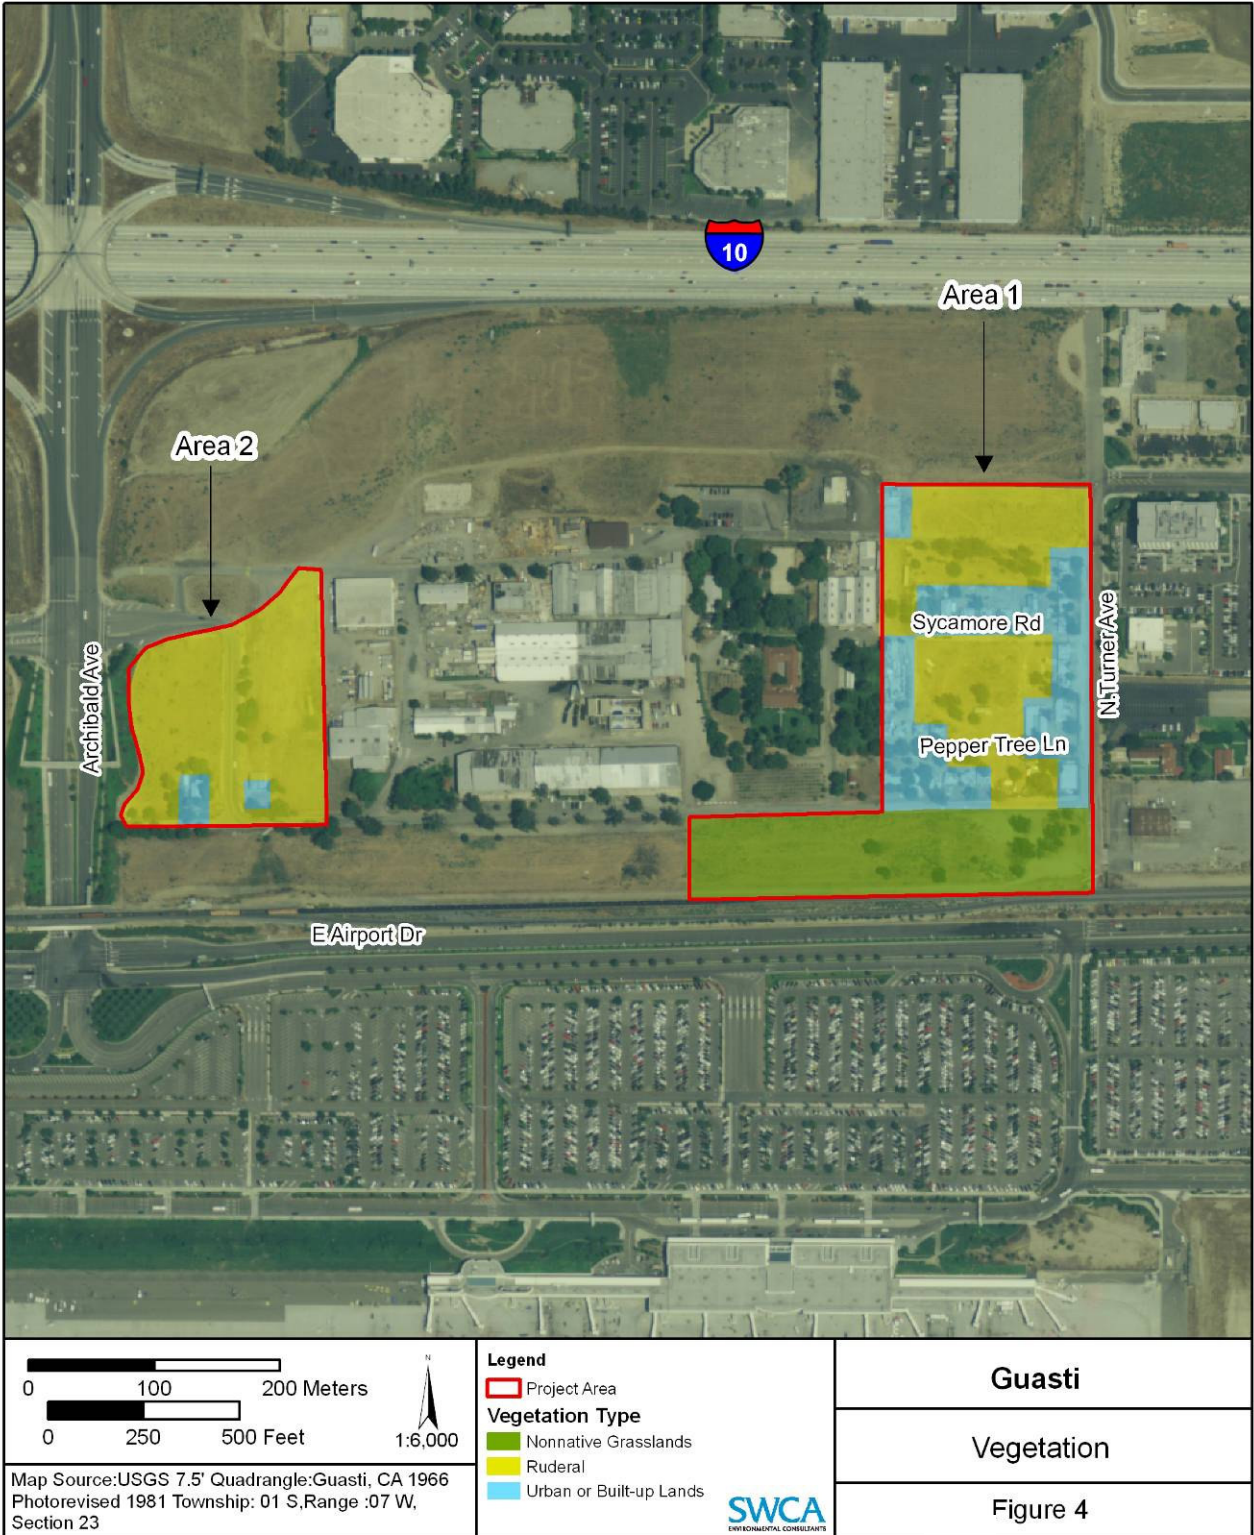 10
Area 1
Area 2
Sycamore Rd
N.Turner Ave
Archibald Ave
Pepper Tree Ln
E Airport Dr
0 100 200 Meters
0 250 500 Feet
N
1:6,000
Map Source:USGS 7.5' Quadrangle:Guasti, CA 1966
Photorevised 1981 Township: 01 S,Range :07 W,
Section 23
Legend
Project Area
Vegetation Type
Nonnative Grasslands
Ruderal
Urban or Built-up Lands
SWCA
ENVIRONMENTAL CONSULTANTS
Guasti
Vegetation
Figure 4